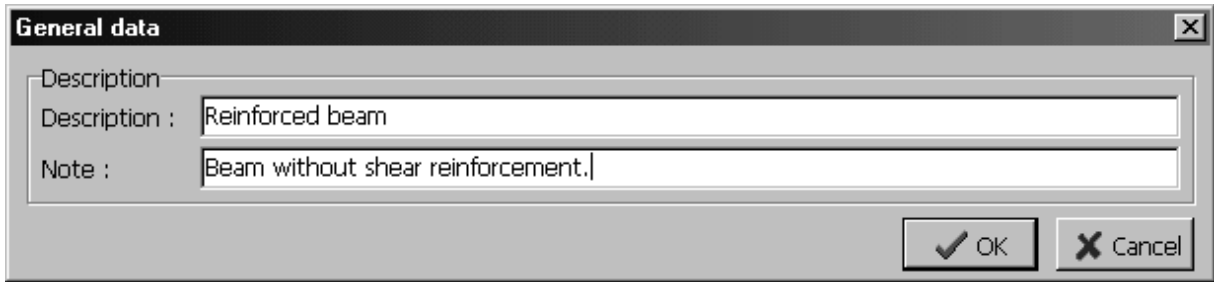 General data
Description
Description : Reinforced beam
Note : Beam without shear reinforcement.
OK Cancel